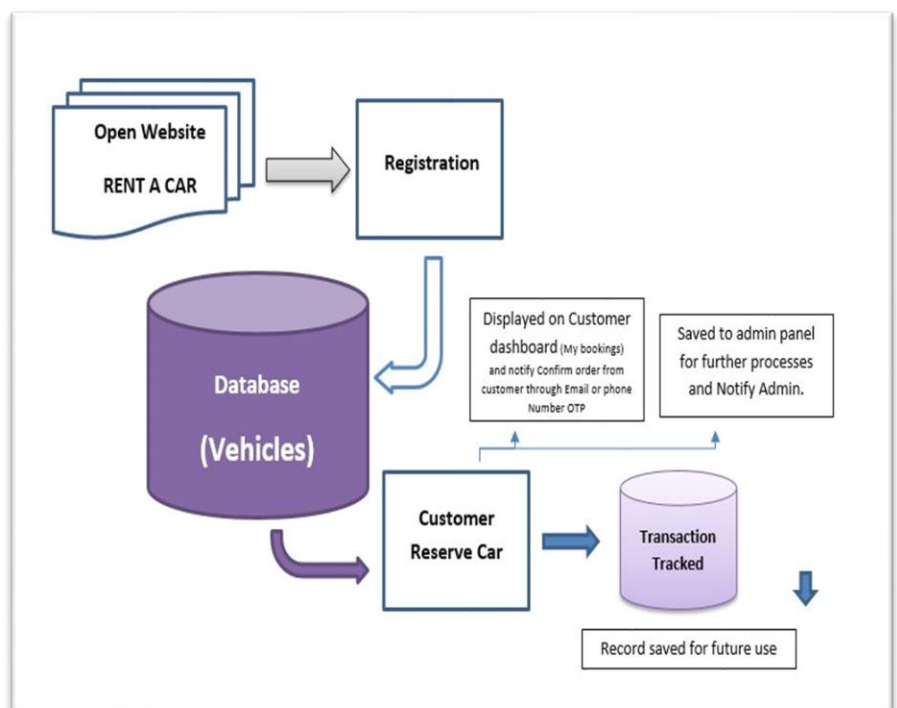 Open Website
RENT A CAR
Registration
Database
(Vehicles)
Displayed on Customer
dashboard (My bookings)
and notify Confirm order from
customer through Email or phone
Number OTP
Saved to admin panel
for further processes
and Notify Admin.
Customer
Reserve Car
Transaction
Tracked
Record saved for future use